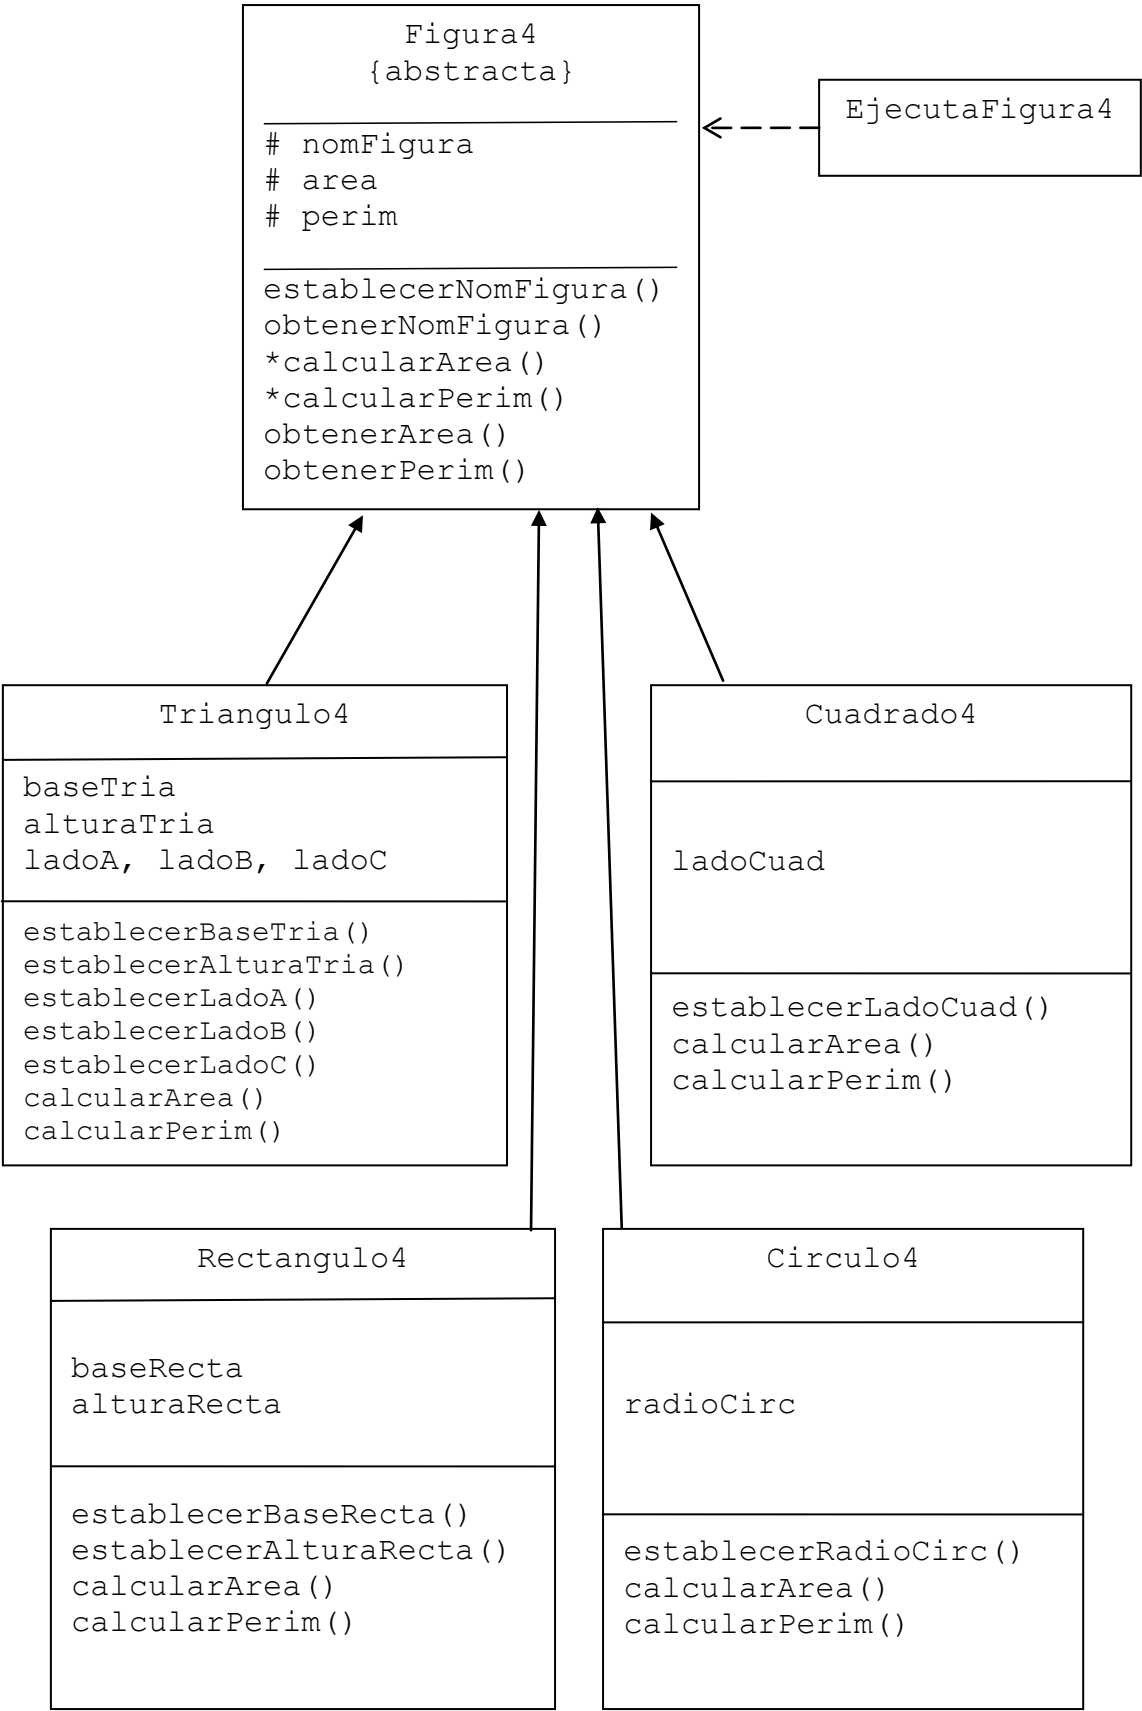 Figura4
{abstracta}
# nomFigura
# area
# perim
establecerNomFigura()
obtenerNomFigura()
*calcularArea()
*calcularPerim()
obtenerArea()
obtenerPerim()
EjecutaFigura4
Triangulo4
baseTria
alturaTria
ladoA, ladoB, ladoC
establecerBaseTria()
establecerAlturaTria()
establecerLadoA()
establecerLadoB()
establecerLadoC()
calcularArea()
calcularPerim()
Cuadrado4
ladoCuad
establecerLadoCuad()
calcularArea()
calcularPerim()
Rectangulo4
baseRecta
alturaRecta
establecerBaseRecta()
establecerAlturaRecta()
calcularArea()
calcularPerim()
Circulo4
radioCirc
establecerRadioCirc()
calcularArea()
calcularPerim()